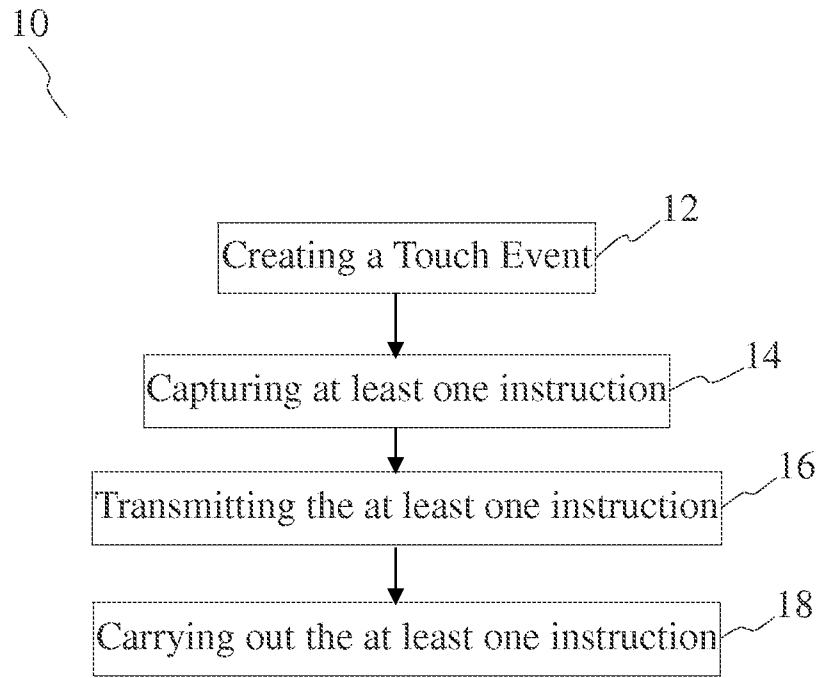 10
12
Creating a Touch Event
14
Capturing at least one instruction
16
Transmitting the at least one instruction
18
Carrying out the at least one instruction